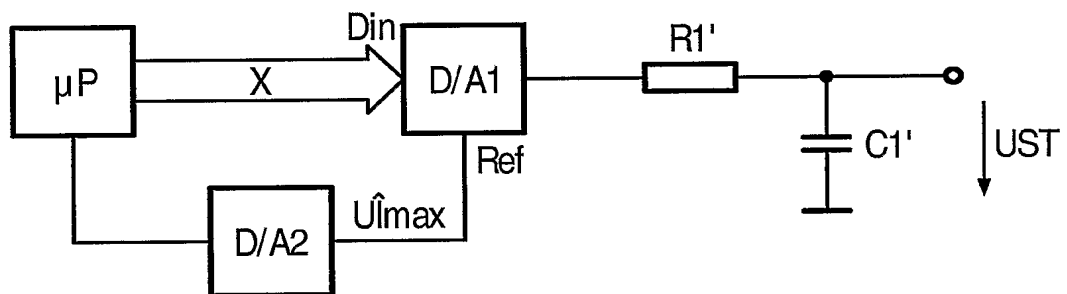 Din
R1'
µP
X
D/A1
C1'
UST
Ref
UÎmax
D/A2